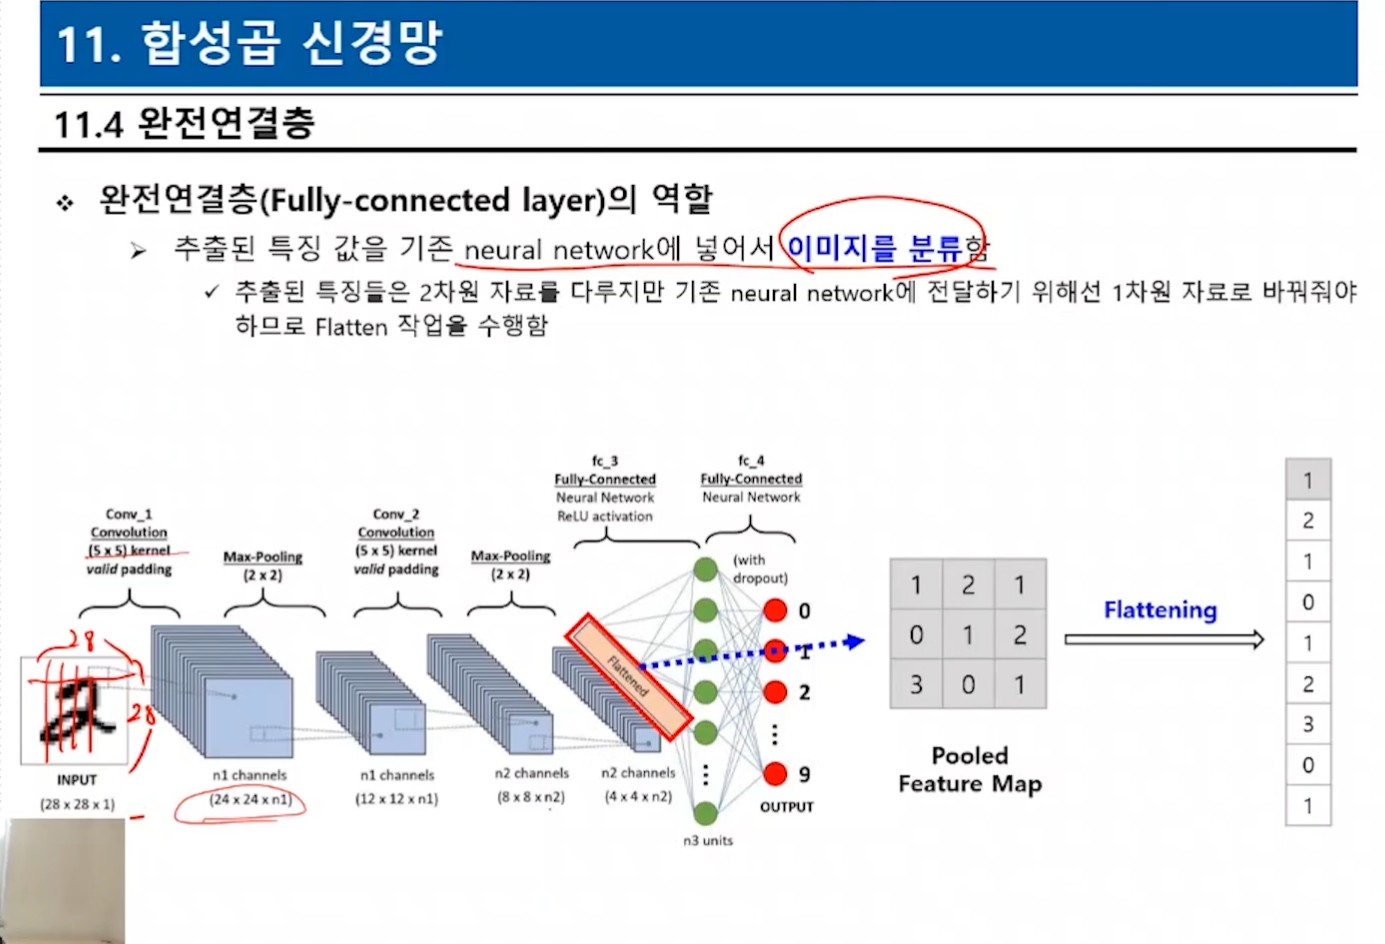 11. 합성곱 신경망
11.4 완전연결층
❖ 완전연결층(Fully-connected layer)의 역할
➢ 추출된 특징 값을 기존 neural network에 넣어서 이미지를 분류함
✓ 추출된 특징들은 2차원 자료를 다루지만 기존 neural network에 전달하기 위해선 1차원 자료로 바꿔줘야
하므로 Flatten 작업을 수행함
Conv_1
Convolution
(5 x 5) kernel
valid padding
Max-Pooling
(2 x 2)
Conv_2
Convolution
(5 x 5) kernel
valid padding
Max-Pooling
(2 x 2)
fc_3
Fully-Connected
Neural Network
ReLU activation
fc_4
Fully-Connected
Neural Network
(with
dropout)
28
28
INPUT
(28 x 28 x 1)
n1 channels
(24 x 24 x n1)
n1 channels
(12 x 12 x n1)
n2 channels
(8 x 8 x n2)
n2 channels
(4 x 4 x n2)
Flattened
n3 units
0
1
2
⋮
9
OUTPUT
1 2 1
0 1 2
3 0 1
Pooled
Feature Map
Flattening
1
2
1
0
1
2
3
0
1